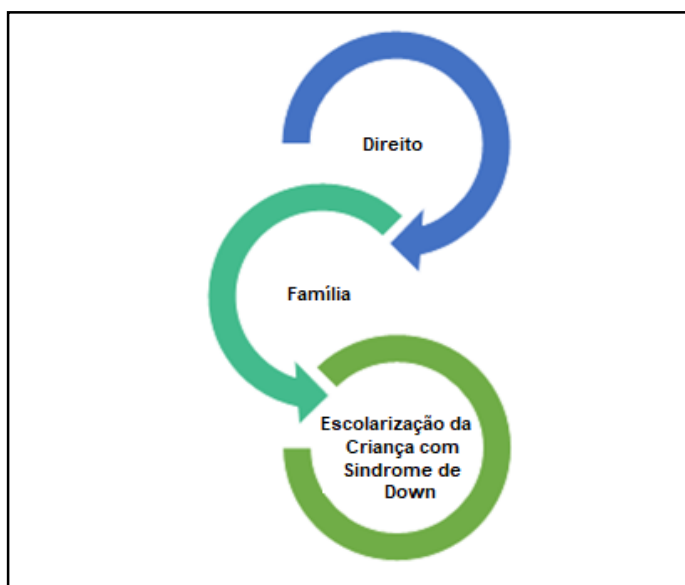 Direito
Família
Escolarização da
Criança com
Sindrome de
Down